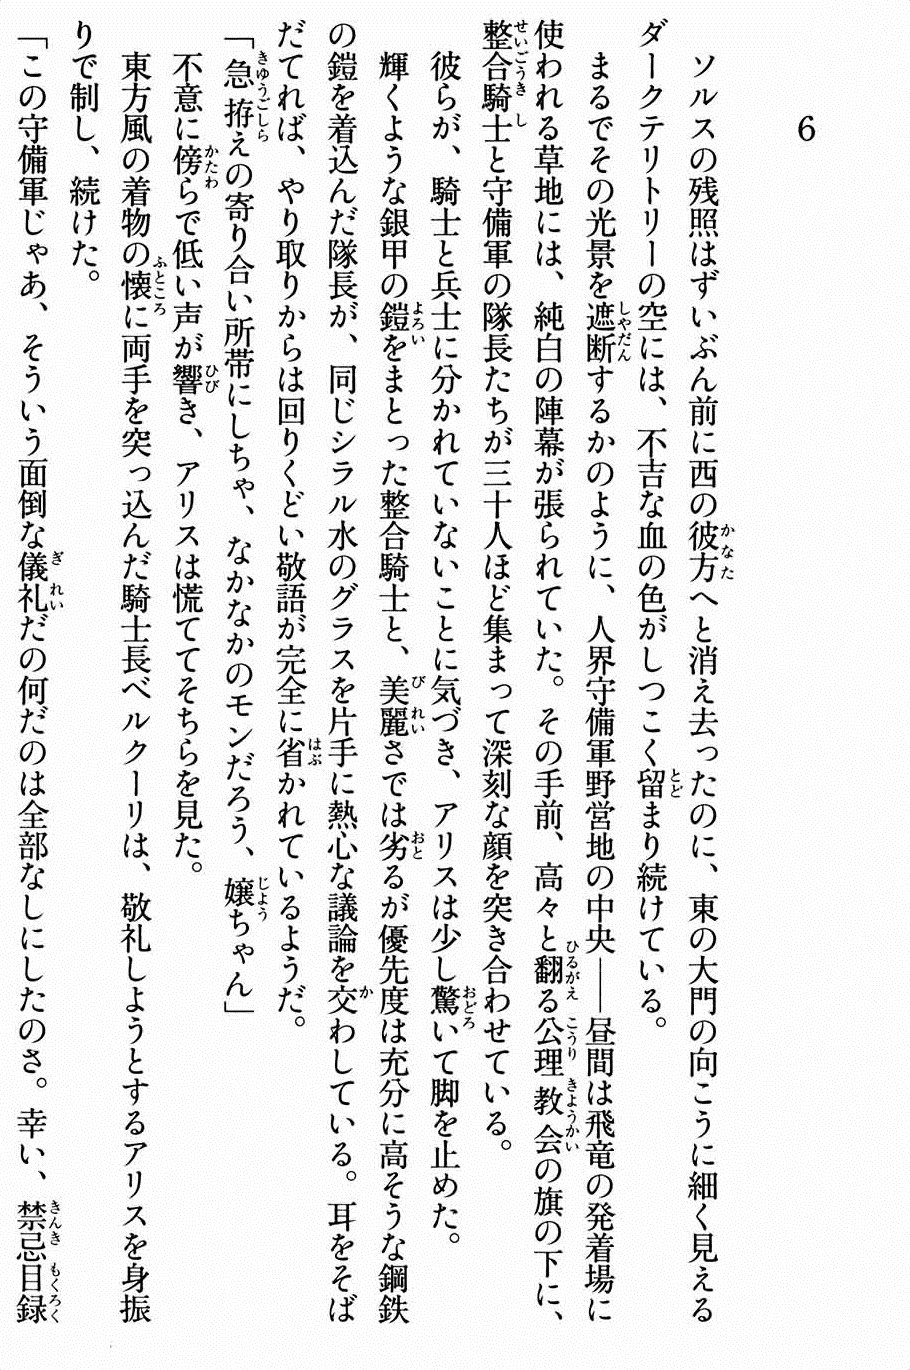 6
ソルスの残照はずいぶん前に西の彼方へと消え去ったのに、東の大門の向こうに細く見える
ダークテリトリーの空には、不吉な血の色がしつこく留まり続けている。
まるでその光景を遮断するかのように、人界守備軍野営地の中央――昼間は飛竜の発着場に
使われる草地には、純白の陣幕が張られていた。その手前、高々と翻る公理教会の旗の下に、
整合騎士と守備軍の隊長たちが三十人ほど集まって深刻な顔を突き合わせている。
彼らが、騎士と兵士に分かれていないことに気づき、アリスは少し驚いて脚を止めた。
輝くような銀甲の鎧をまとった整合騎士と、美麗さでは劣るが優先度は充分に高そうな鋼鉄
の鎧を着込んだ隊長が、同じシラル水のグラスを片手に熱心な議論を交わしている。耳をそば
だてれば、やり取りからは回りくどい敬語が完全に省かれているようだ。
「急拵えの寄り合い所帯にしちゃ、なかなかのモンだろう、嬢ちゃん」
不意に傍らで低い声が響き、アリスは慌ててそちらを見た。
東方風の着物の懐に両手を突っ込んだ騎士長ベルクーリは、敬礼しようとするアリスを身振
りで制し、続けた。
「この守備軍じゃあ、そういう面倒な儀礼だの何だのは全部なしにしたのさ。幸い、禁忌目録